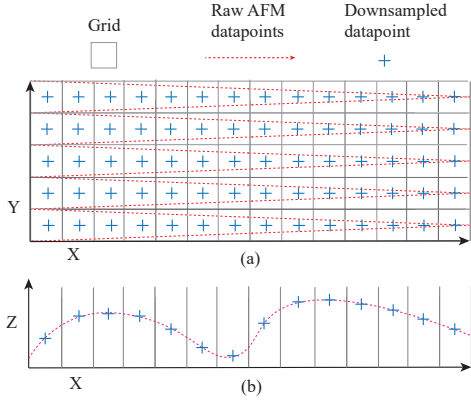 Grid
Raw AFM
datapoints
Downsampled
datapoint
Y
X
(a)
Z
X
(b)